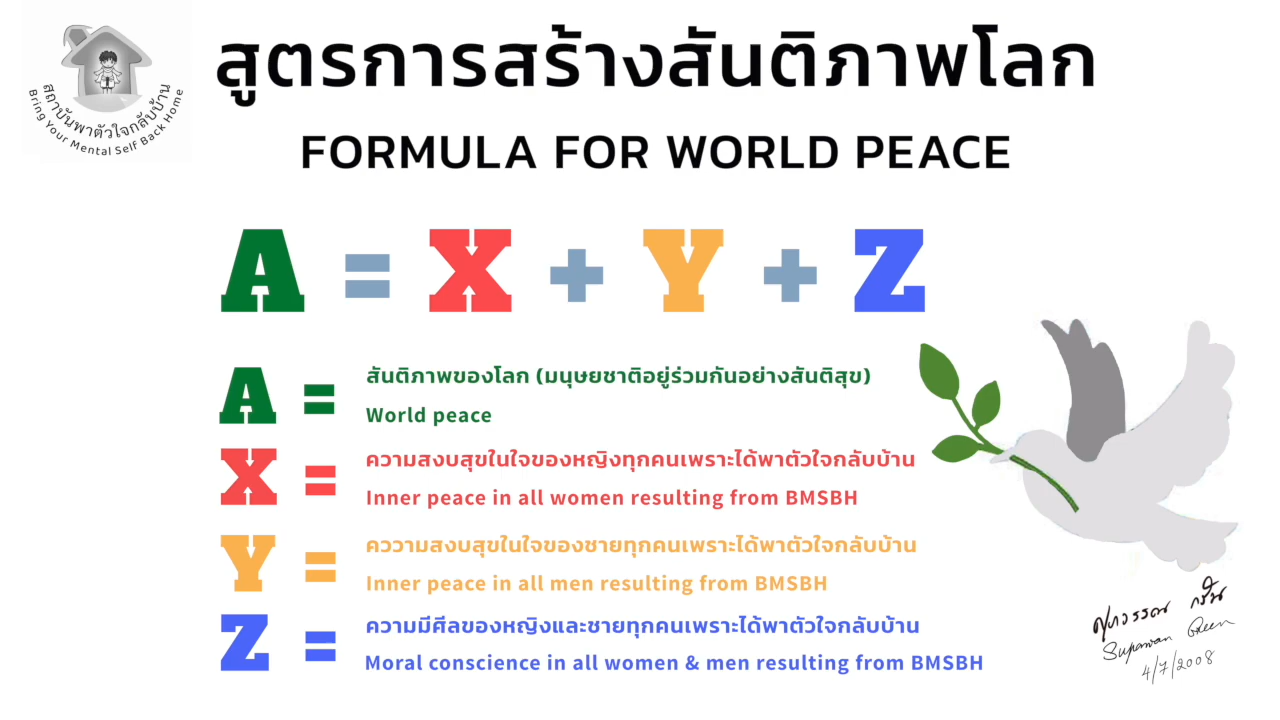 สถาบันพาตัวใจกลับบ้าน
Bring Your Mental Self Back Home
สูตรการสร้างสันติภาพโลก
FORMULA FOR WORLD PEACE
A = X + Y + Z
A = สันติภาพของโลก (มนุษยชาติอยู่ร่วมกันอย่างสันติสุข)
World peace
X = ความสงบสุขในใจของหญิงทุกคนเพราะได้พาตัวใจกลับบ้าน
Inner peace in all women resulting from BMSBH
Y = คววามสงบสุขในใจของชายทุกคนเพราะได้พาตัวใจกลับบ้าน
Inner peace in all men resulting from BMSBH
Z = ความมีศีลของหญิงและชายทุกคนเพราะได้พาตัวใจกลับบ้าน
Moral conscience in all women & men resulting from BMSBH
ศุภวรรณ กรีน
Supawan Green
4/7/2008